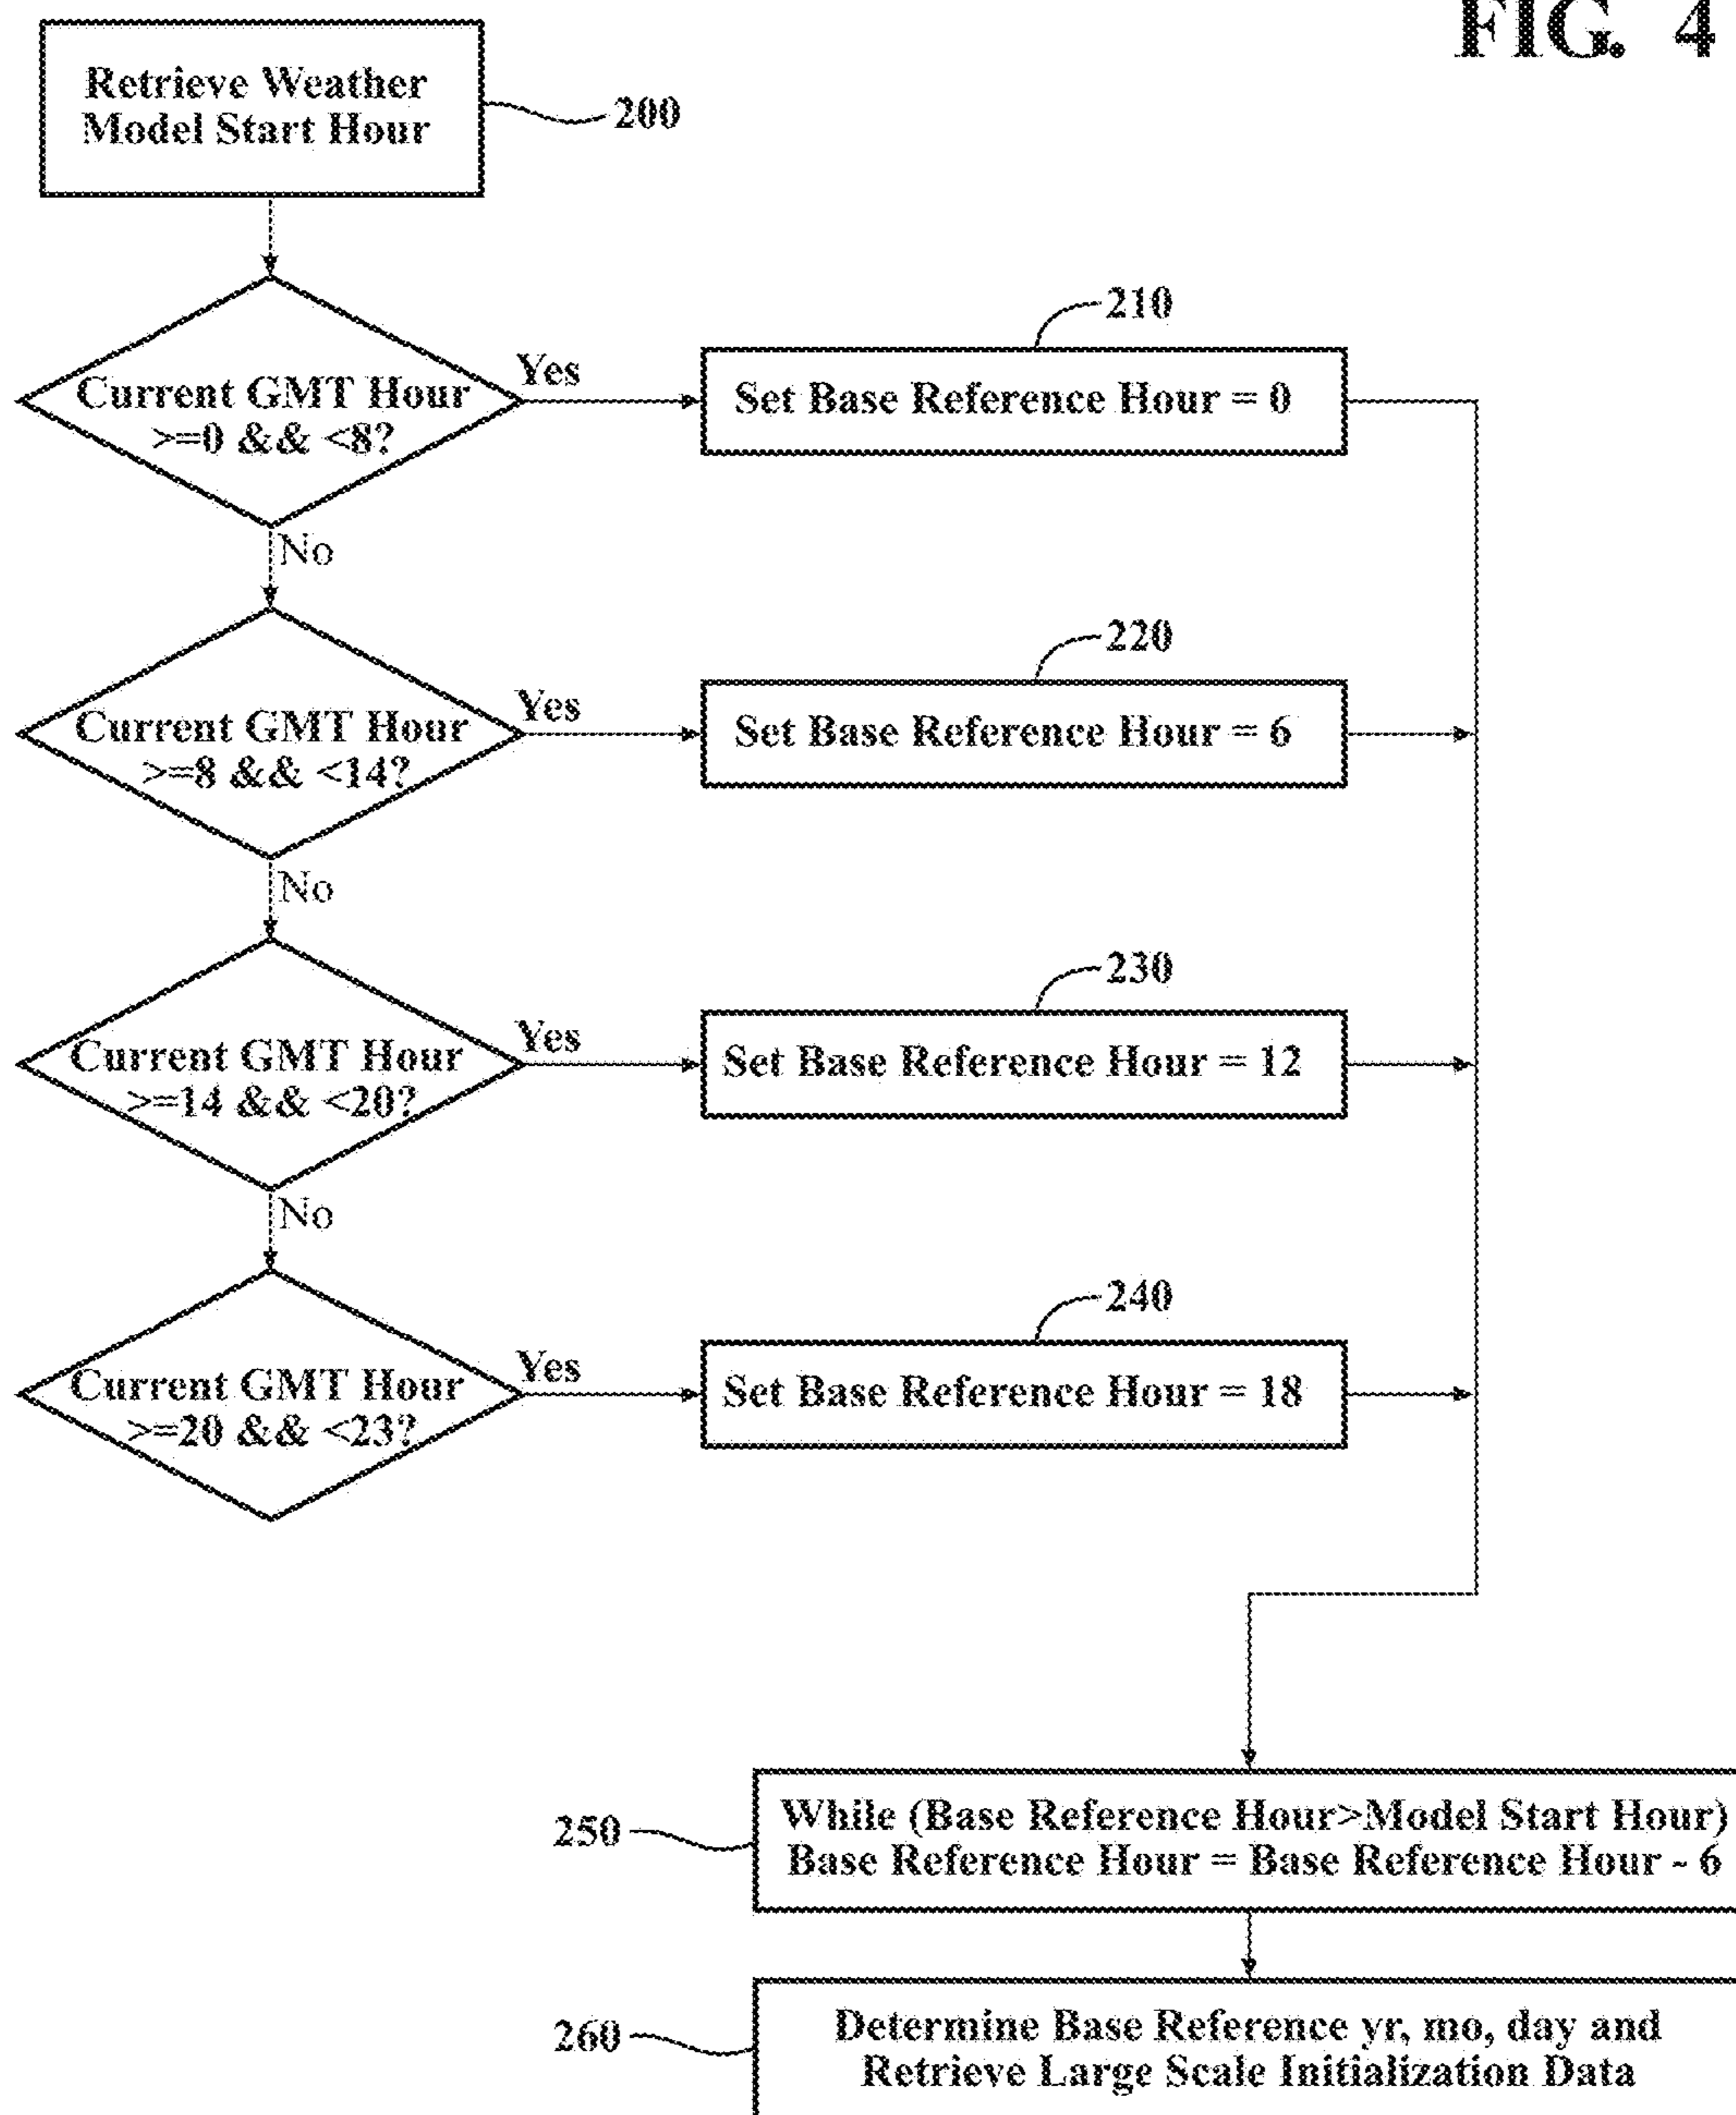 FIG. 4
Retrieve Weather
Model Start Hour
200
Current GMT Hour
>=0 && <8?
Yes
210
Set Base Reference Hour = 0
No
Current GMT Hour
>=8 && <14?
Yes
220
Set Base Reference Hour = 6
No
Current GMT Hour
>=14 && <20?
Yes
230
Set Base Reference Hour = 12
No
Current GMT Hour
>=20 && <23?
Yes
240
Set Base Reference Hour = 18
250
While (Base Reference Hour>Model Start Hour)
Base Reference Hour = Base Reference Hour - 6
260
Determine Base Reference yr, mo, day and
Retrieve Large Scale Initialization Data